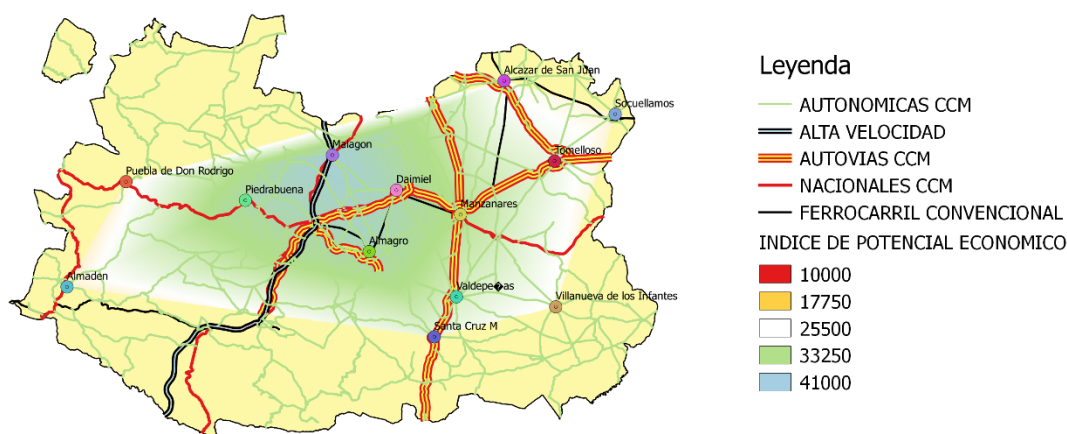 Alcazar de San Juan
Socuellamos
Malagon
Tomelloso
Puebla de Don Rodrigo
Daimiel
Piedrabuena
Manzanares
Almagro
Almaden
Valdepe�as
Villanueva de los Infantes
Santa Cruz M
Leyenda
AUTONOMICAS CCM
ALTA VELOCIDAD
AUTOVIAS CCM
NACIONALES CCM
FERROCARRIL CONVENCIONAL
INDICE DE POTENCIAL ECONOMICO
10000
17750
25500
33250
41000